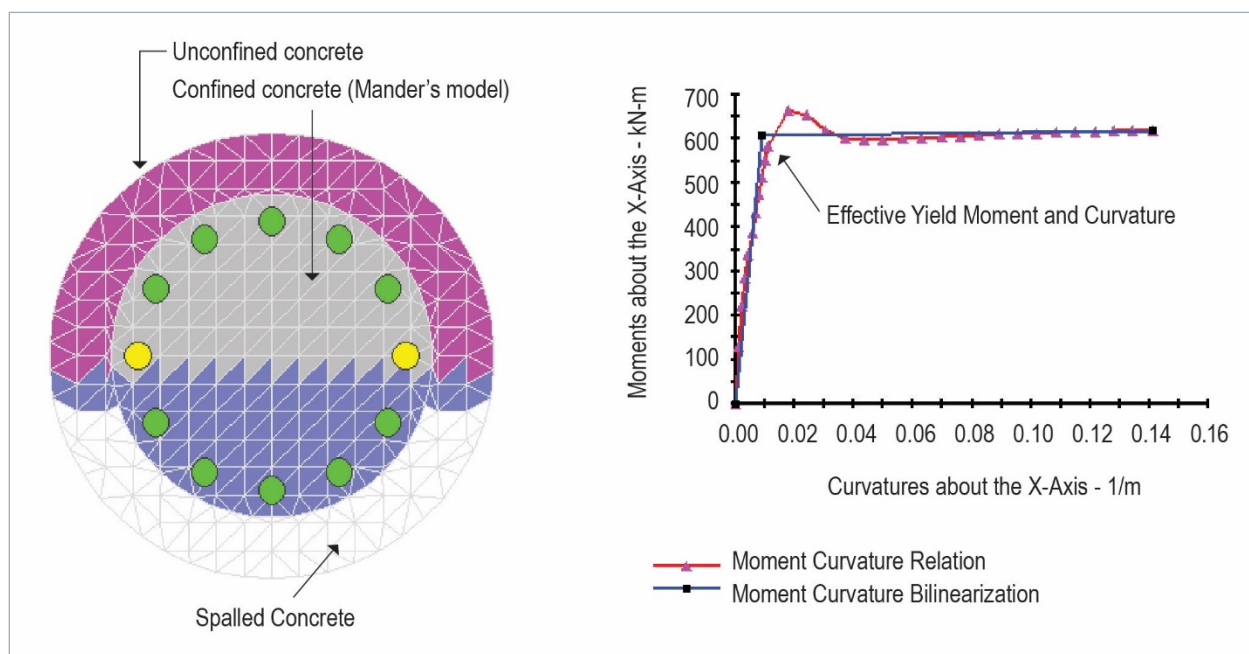 Unconfined concrete
Confined concrete (Mander’s model)
Spalled Concrete
Moments about the X-Axis - kN-m
700
600
500
400
300
200
100
0
Effective Yield Moment and Curvature
0.00 0.02 0.04 0.06 0.08 0.10 0.12 0.14 0.16
Curvatures about the X-Axis - 1/m
Moment Curvature Relation
Moment Curvature Bilinearization